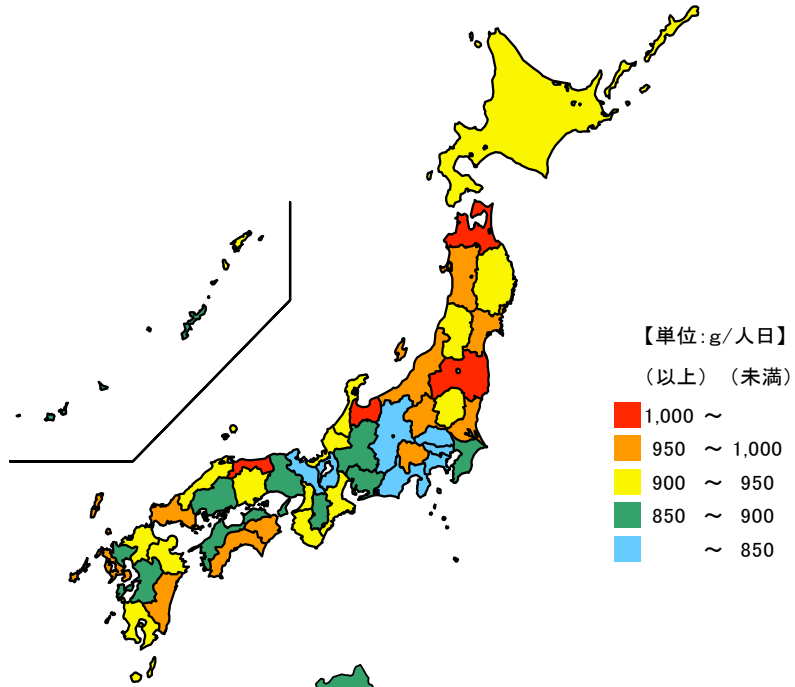 【単位:g/人日】
(以上) (未満)
1,000 ～
950 ～ 1,000
900 ～ 950
850 ～ 900
～ 850